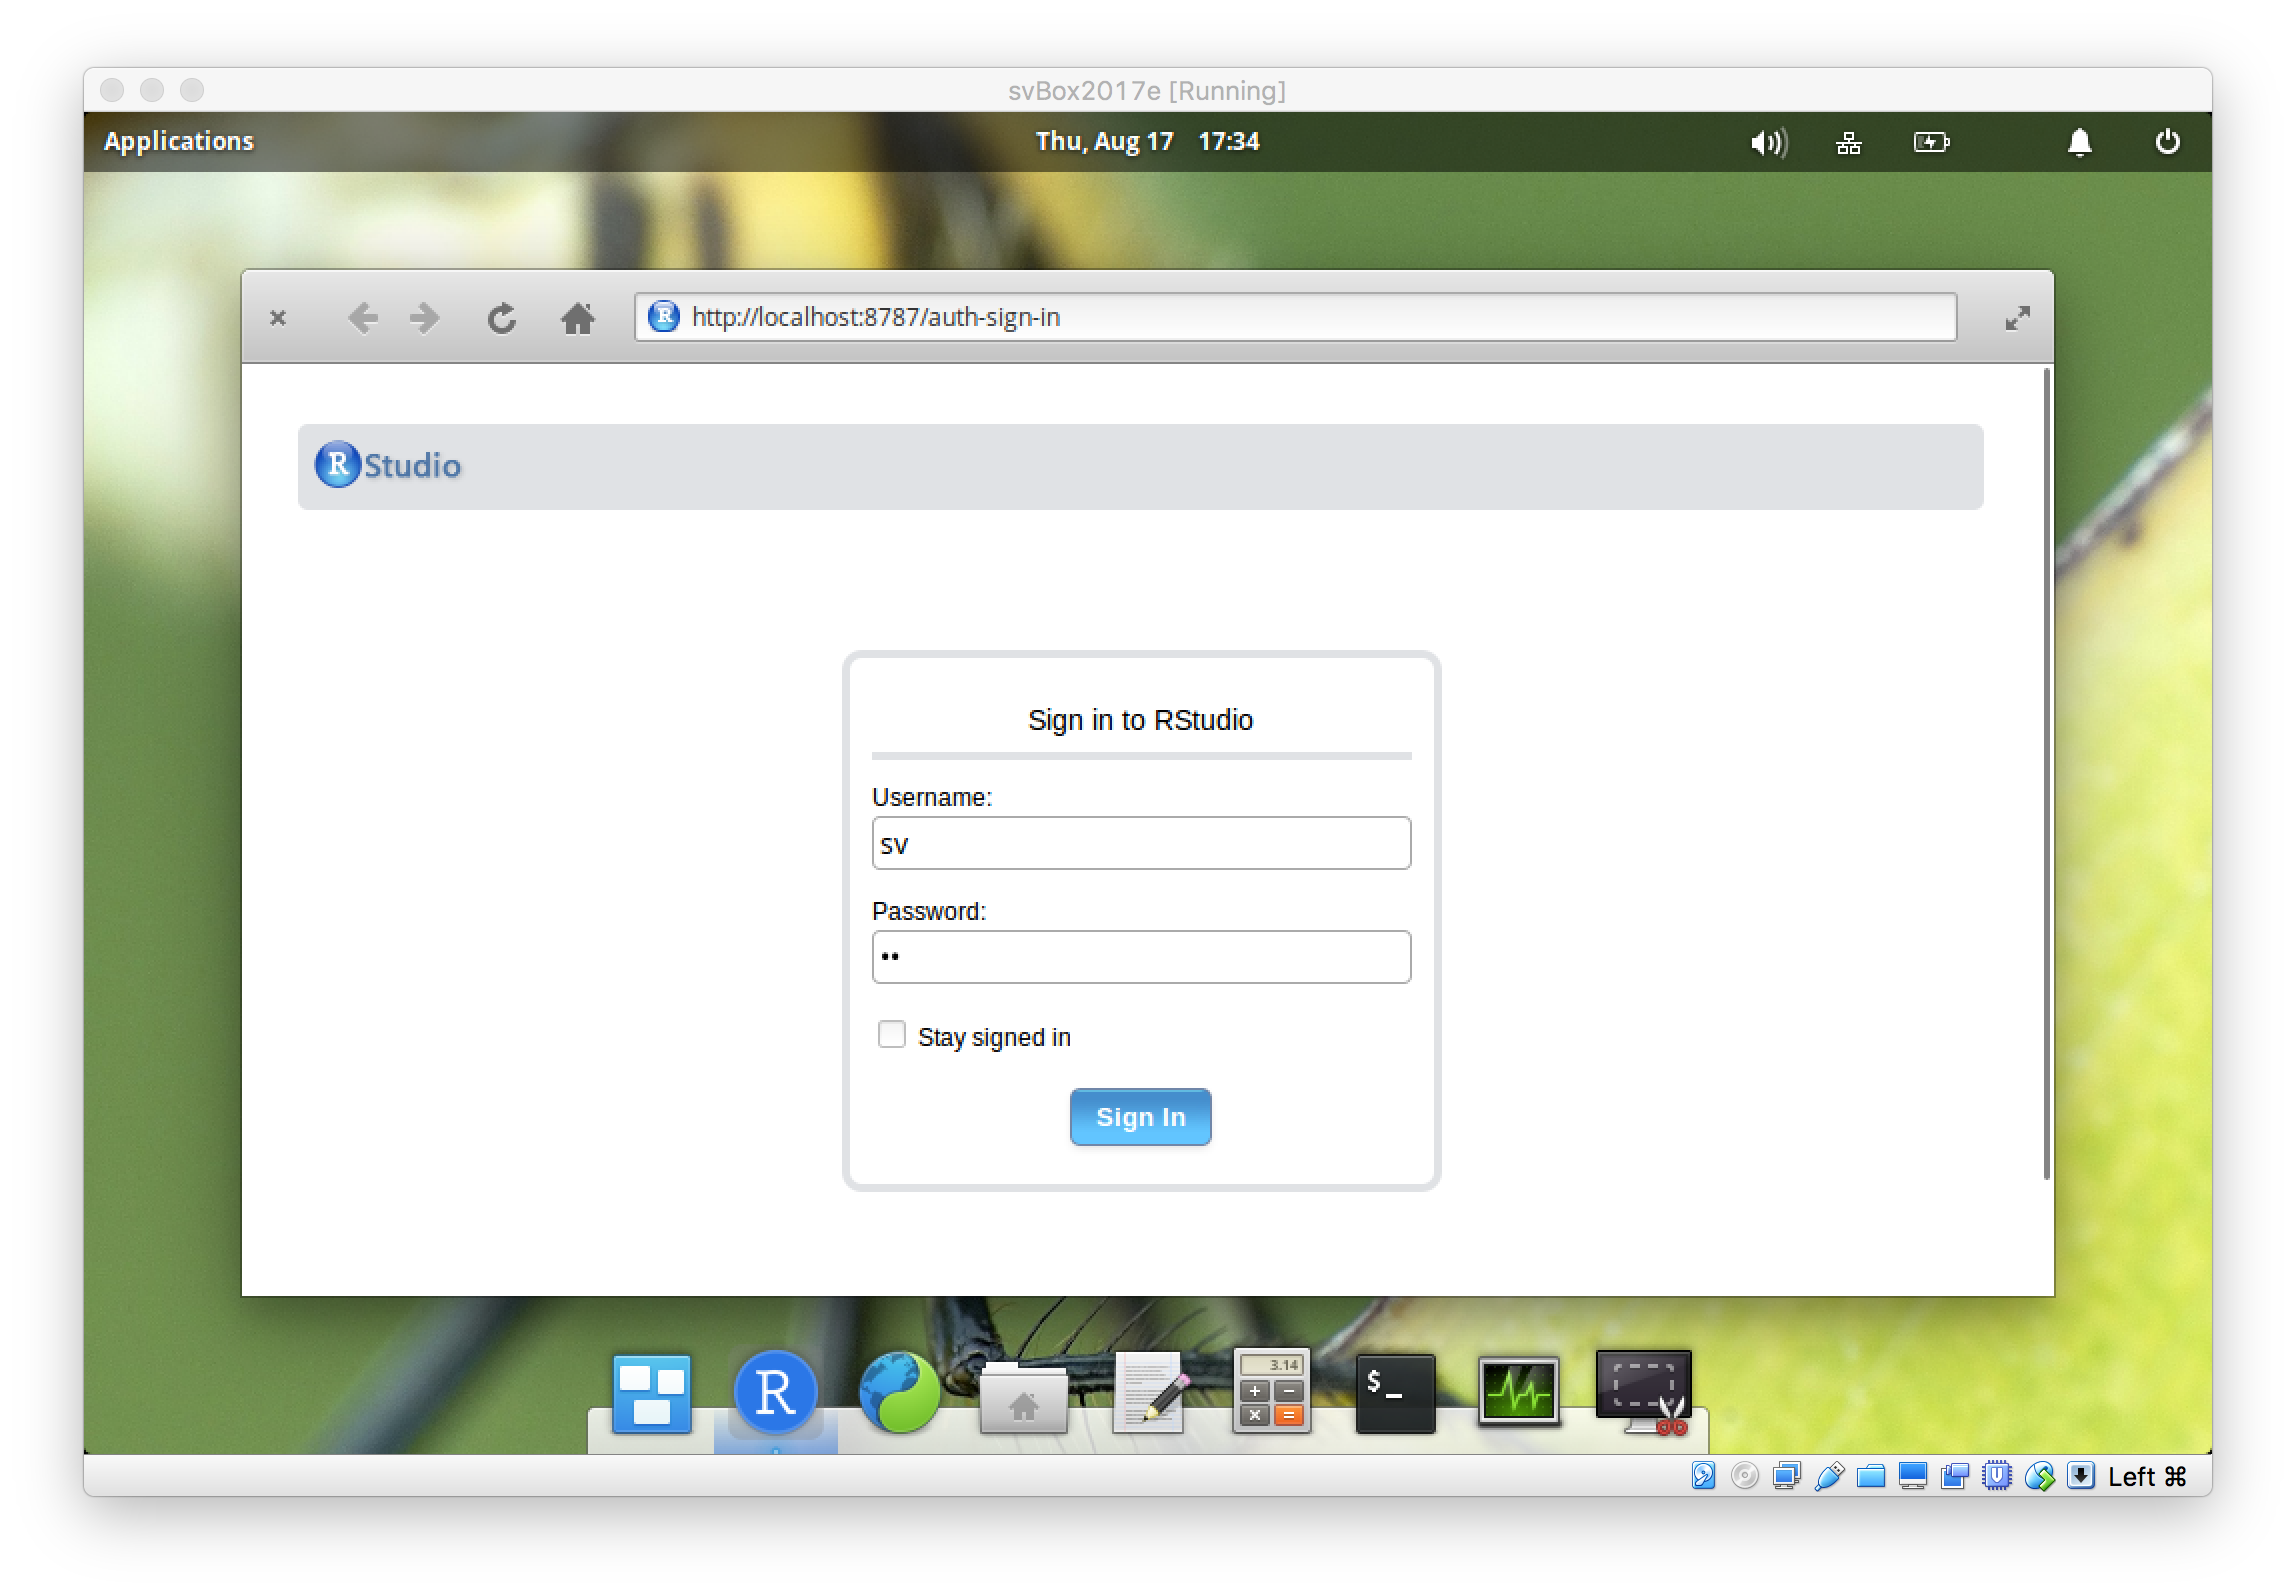 svBox2017e [Running]
Applications
Thu, Aug 17 17:34
http://localhost:8787/auth-sign-in
R Studio
Sign in to RStudio
Username:
sv
Password:
••
Stay signed in
Sign In
R
3.14
+ −
× =
$_
Left ⌘